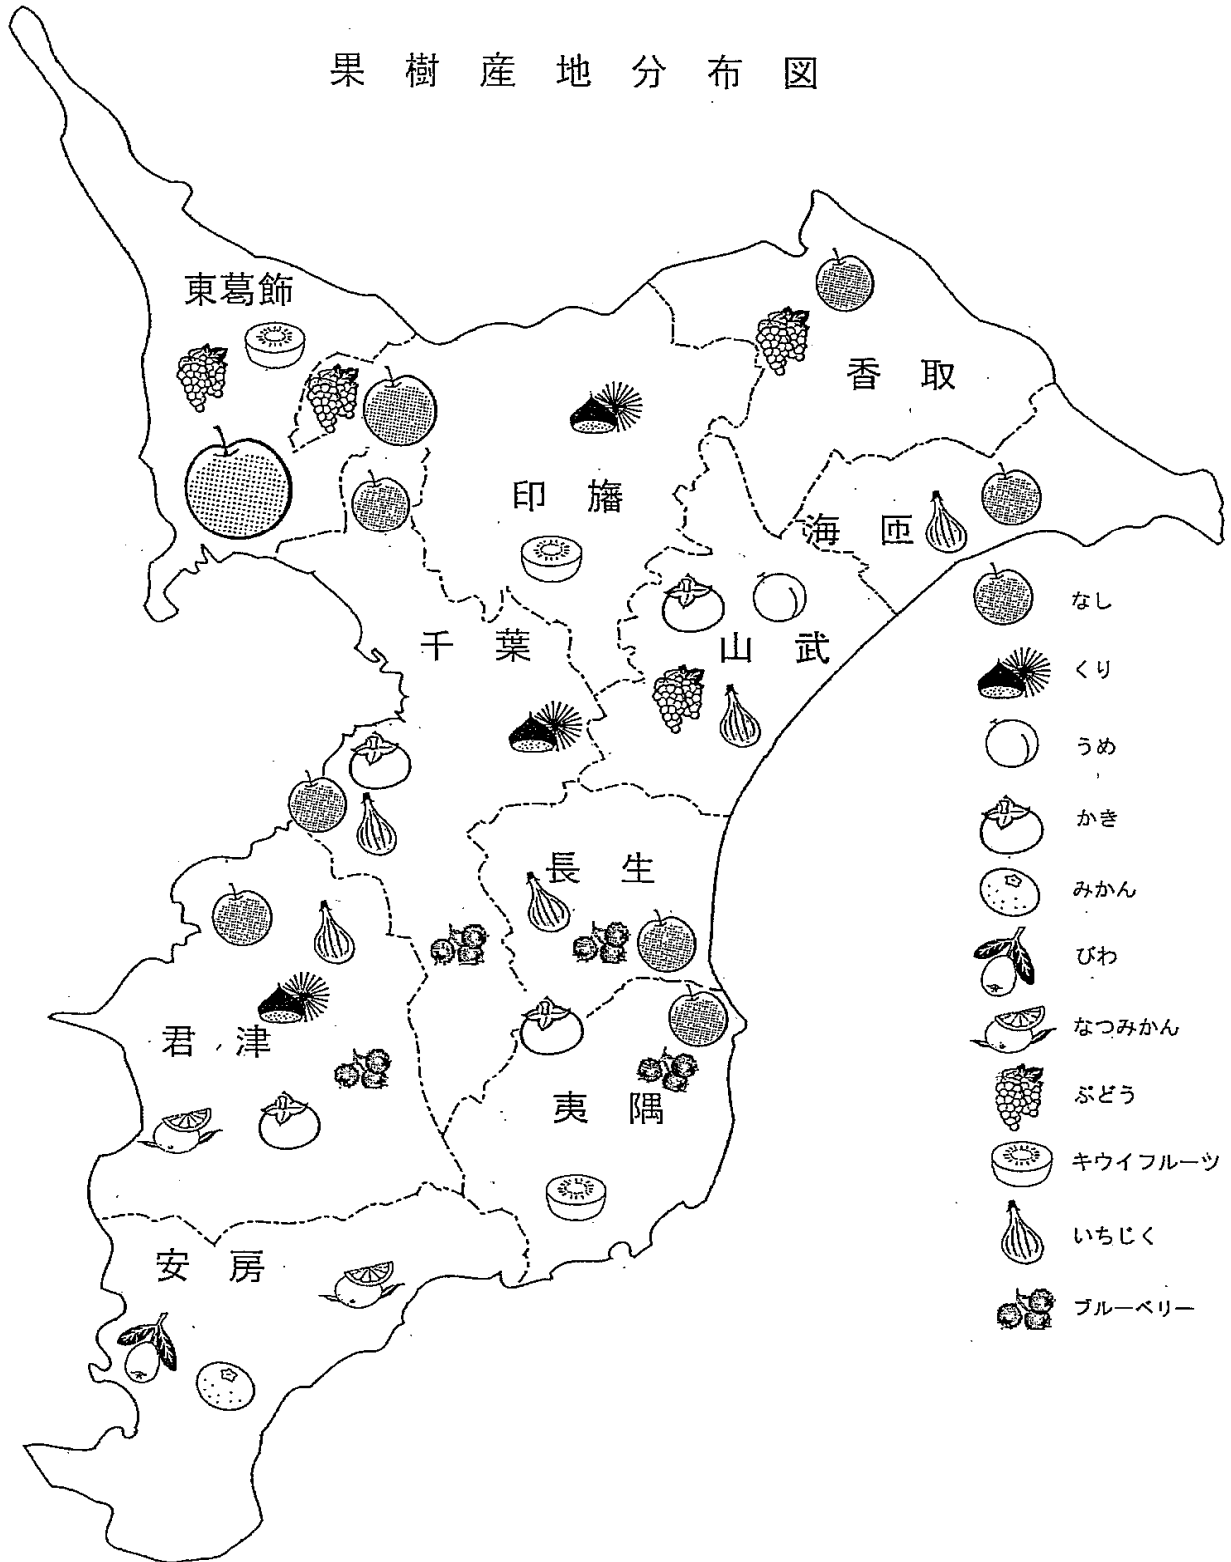 果樹産地分布図
東葛飾
香取
印旛
海匝
千葉
山武
長生
君津
夷隅
安房
なし
くり
うめ
かき
みかん
びわ
なつみかん
ぶどう
キウイフルーツ
いちじく
ブルーベリー